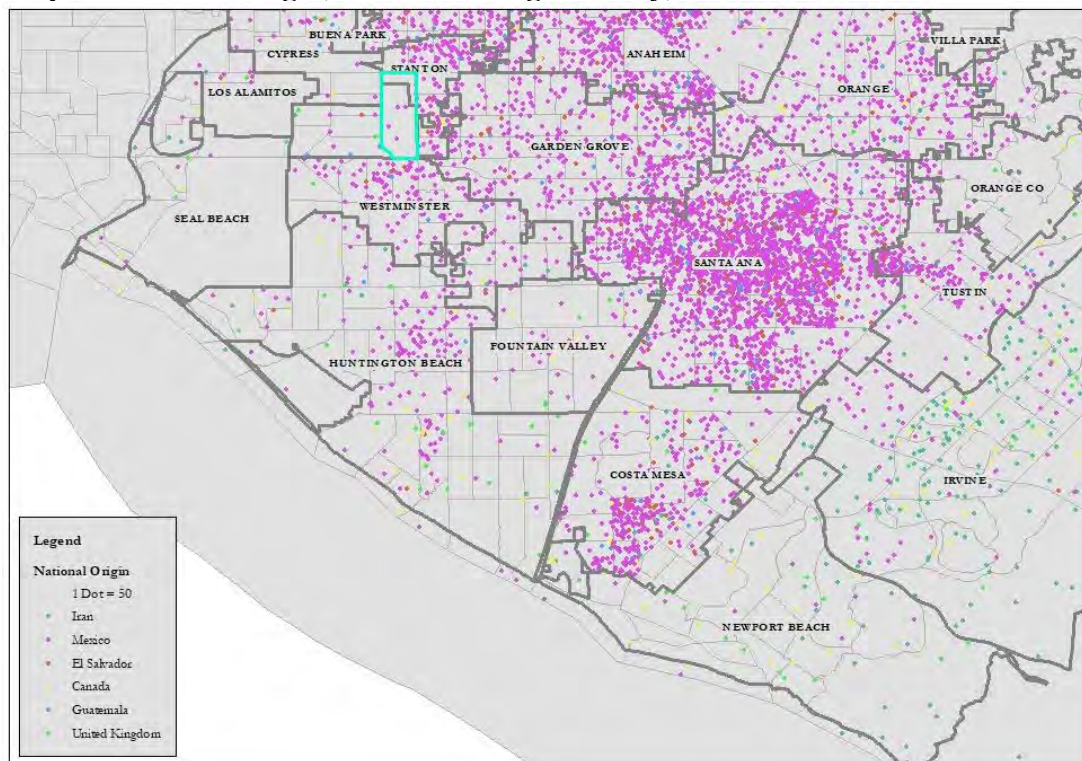 BUENA PARK
CYPRESS
STANTON
ANAHEIM
VILLA PARK
LOS ALAMITOS
ORANGE
GARDEN GROVE
ORANGE CO
WESTMINSTER
SEAL BEACH
SANTA ANA
TUSTIN
FOUNTAIN VALLEY
HUNTINGTON BEACH
COSTA MESA
IRVINE
NEWPORT BEACH
Legend
National Origin
1 Dot = 50
Iran
Mexico
El Salvador
Canada
Guatemala
United Kingdom